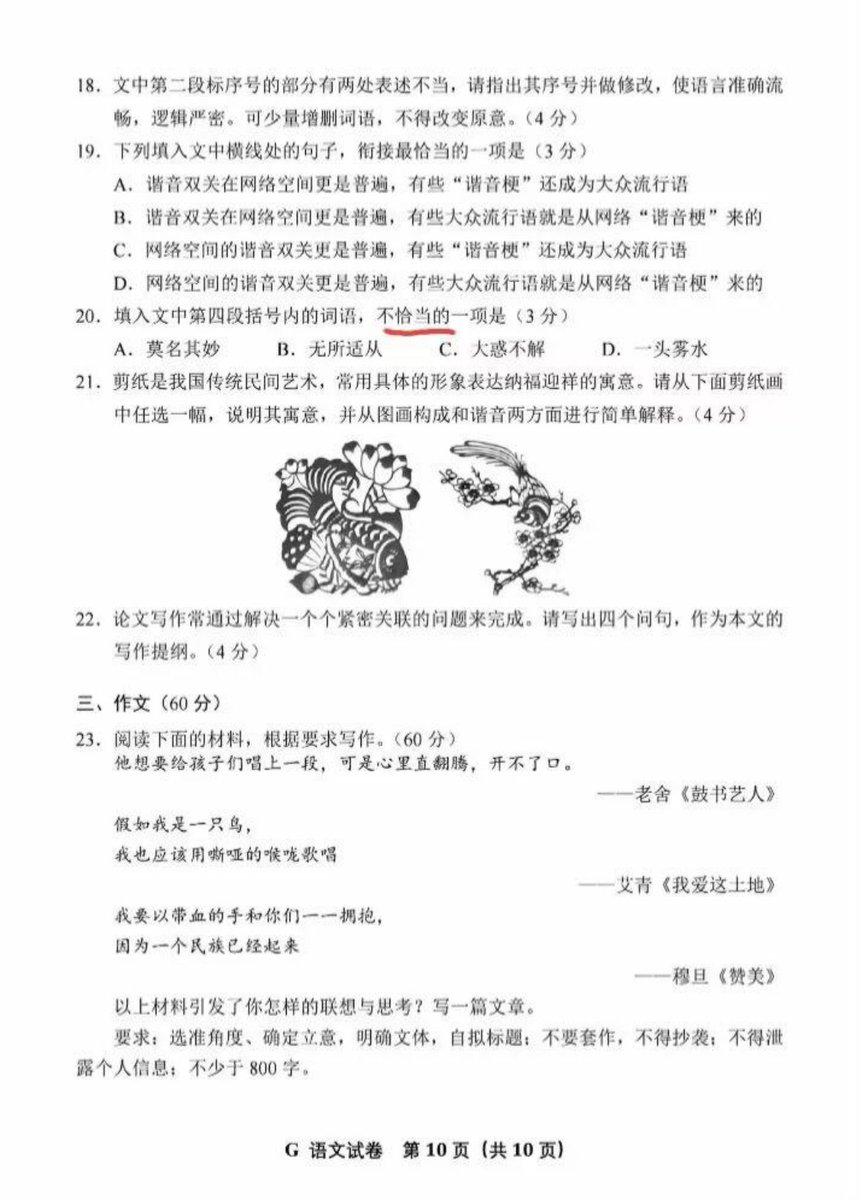 18．文中第二段标序号的部分有两处表述不当，请指出其序号并做修改，使语言准确流
畅，逻辑严密。可少量增删词语，不得改变原意。（4 分）
19．下列填入文中横线处的句子，衔接最恰当的一项是（3 分）
A．谐音双关在网络空间更是普遍，有些“谐音梗”还成为大众流行语
B．谐音双关在网络空间更是普遍，有些大众流行语就是从网络“谐音梗”来的
C．网络空间的谐音双关更是普遍，有些“谐音梗”还成为大众流行语
D．网络空间的谐音双关更是普遍，有些大众流行语就是从网络“谐音梗”来的
20．填入文中第四段括号内的词语，不恰当的一项是（3 分）
A．莫名其妙 B．无所适从 C．大惑不解 D．一头雾水
21．剪纸是我国传统民间艺术，常用具体的形象表达纳福迎祥的寓意。请从下面剪纸画
中任选一幅，说明其寓意，并从图画构成和谐音两方面进行简单解释。（4 分）
22．论文写作常通过解决一个个紧密关联的问题来完成。请写出四个问句，作为本文的
写作提纲。（4 分）
三、作文（60 分）
23．阅读下面的材料，根据要求写作。（60 分）
他想要给孩子们唱上一段，可是心里直翻腾，开不了口。
——老舍《鼓书艺人》
假如我是一只鸟，
我也应该用嘶哑的喉咙歌唱
——艾青《我爱这土地》
我要以带血的手和你们一一拥抱，
因为一个民族已经起来
——穆旦《赞美》
以上材料引发了你怎样的联想与思考？写一篇文章。
要求：选准角度、确定立意，明确文体，自拟标题；不要套作，不得抄袭；不得泄
露个人信息；不少于 800 字。
G 语文试卷 第 10 页（共 10 页）